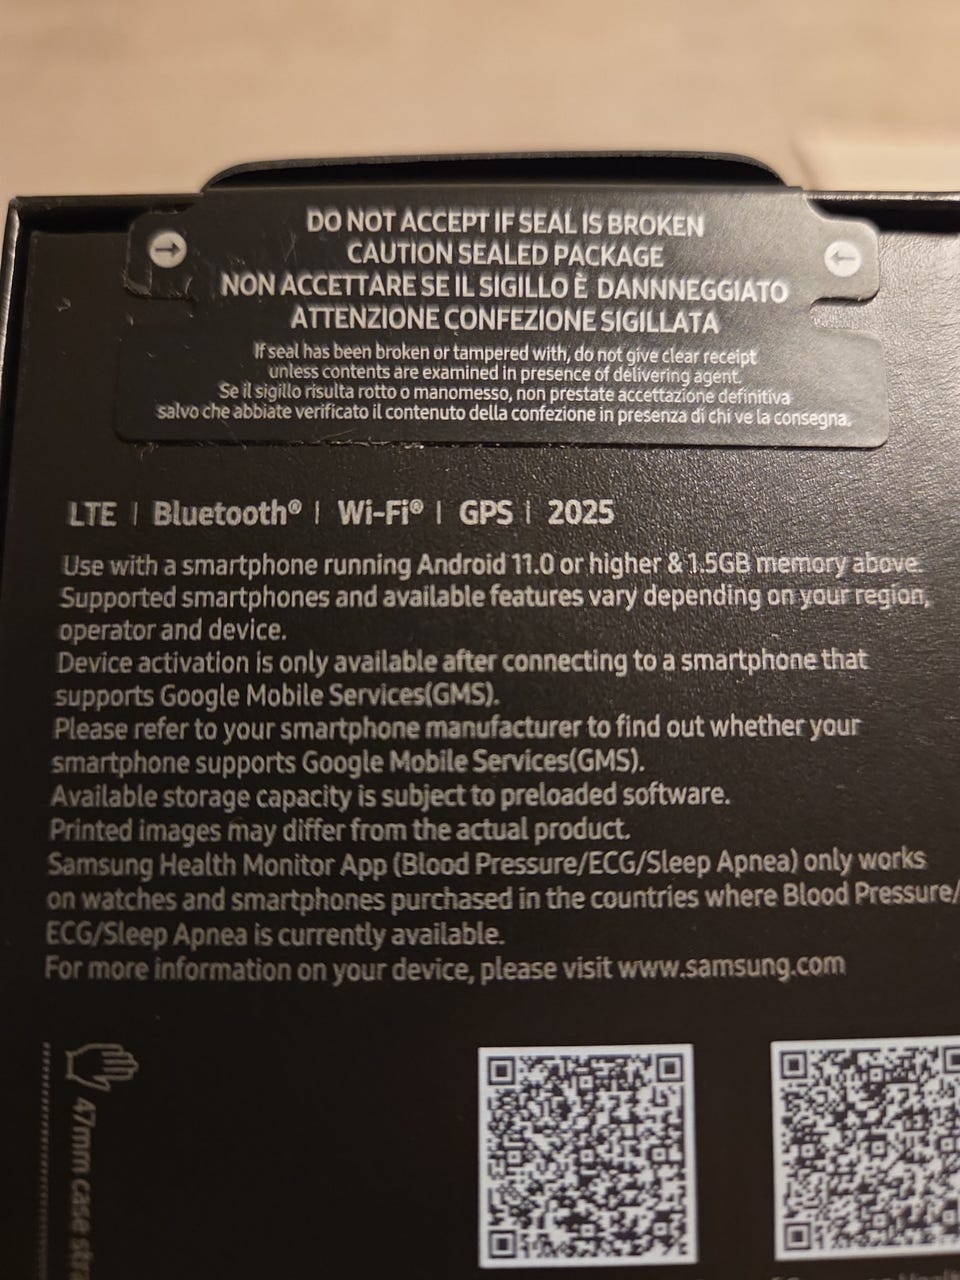 DO NOT ACCEPT IF SEAL IS BROKEN
CAUTION SEALED PACKAGE
NON ACCETTARE SE IL SIGILLO È DANNNEGGIATO
ATTENZIONE CONFEZIONE SIGILLATA
If seal has been broken or tampered with, do not give clear receipt
unless contents are examined in presence of delivering agent.
Se il sigillo risulta rotto o manomesso, non prestate accettazione definitiva
salvo che abbiate verificato il contenuto della confezione in presenza di chi ve la consegna.
LTE | Bluetooth® | Wi-Fi® | GPS | 2025
Use with a smartphone running Android 11.0 or higher & 1.5GB memory above.
Supported smartphones and available features vary depending on your region,
operator and device.
Device activation is only available after connecting to a smartphone that
supports Google Mobile Services(GMS).
Please refer to your smartphone manufacturer to find out whether your
smartphone supports Google Mobile Services(GMS).
Available storage capacity is subject to preloaded software.
Printed images may differ from the actual product.
Samsung Health Monitor App (Blood Pressure/ECG/Sleep Apnea) only works
on watches and smartphones purchased in the countries where Blood Pressure/
ECG/Sleep Apnea is currently available.
For more information on your device, please visit www.samsung.com
47mm case